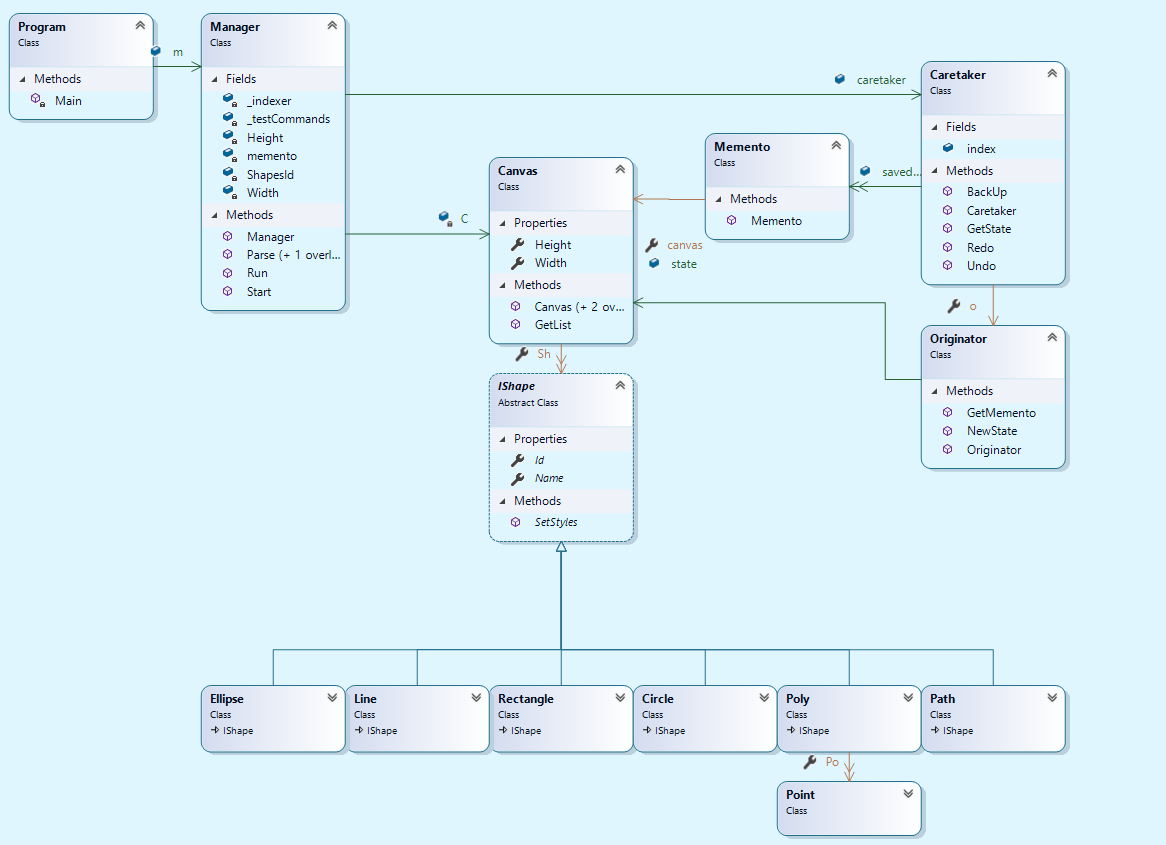 Program
Class
Methods
Main
m
Manager
Class
Fields
_indexer
_testCommands
Height
memento
ShapesId
Width
Methods
Manager
Parse (+ 1 overl...
Run
Start
caretaker
C
Canvas
Class
Properties
Height
Width
Methods
Canvas (+ 2 ov...
GetList
Memento
Class
Methods
Memento
canvas
state
saved...
Caretaker
Class
Fields
index
Methods
BackUp
Caretaker
GetState
Redo
Undo
o
Originator
Class
Methods
GetMemento
NewState
Originator
Sh
IShape
Abstract Class
Properties
Id
Name
Methods
SetStyles
Ellipse
Class
IShape
Line
Class
IShape
Rectangle
Class
IShape
Circle
Class
IShape
Poly
Class
IShape
Path
Class
IShape
Po
Point
Class